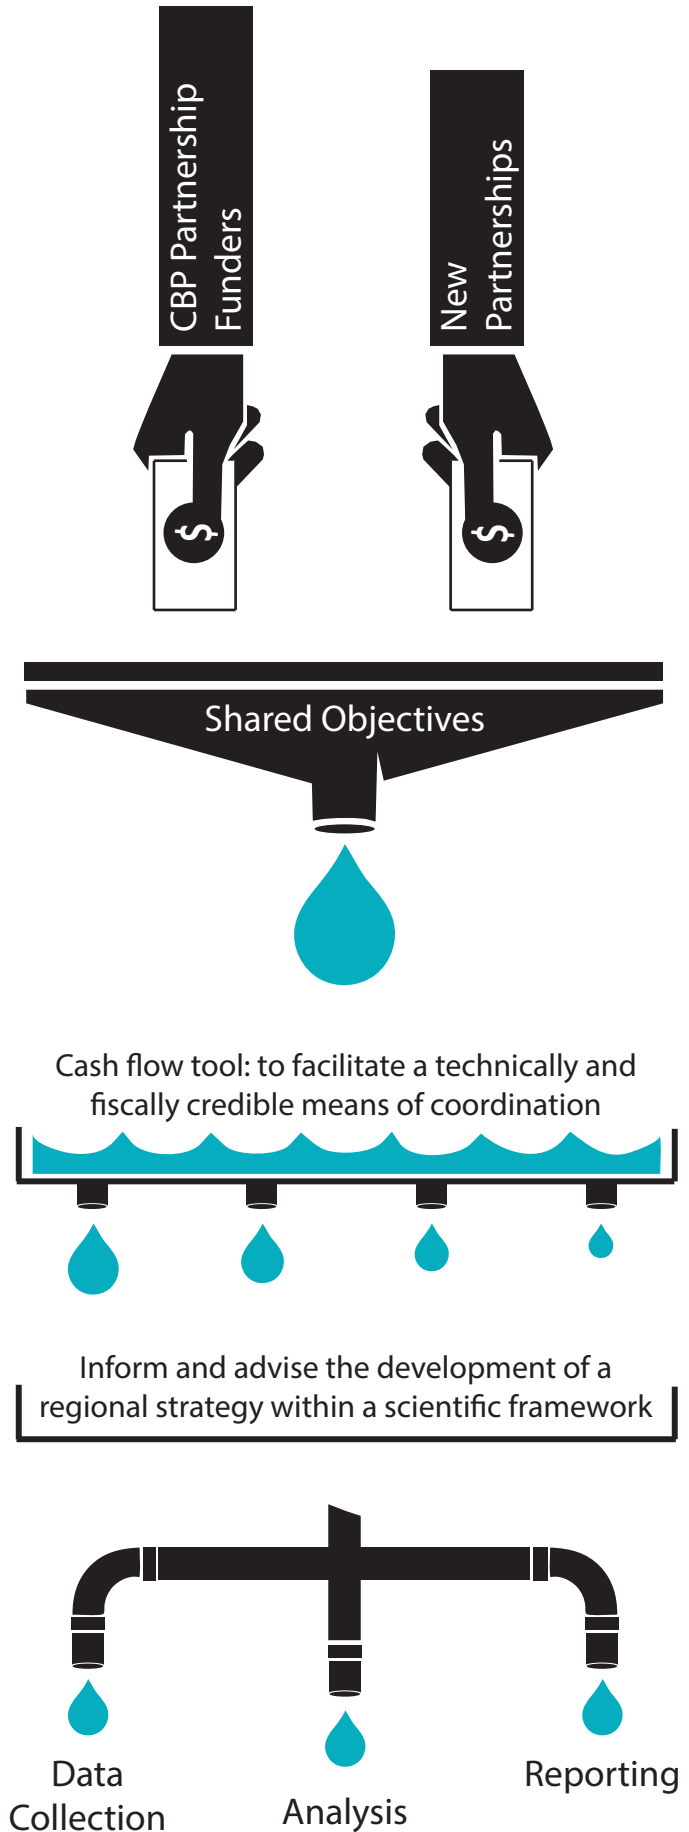 CBP Partnership
Funders
New
Partnerships
$
$
Shared Objectives
Cash flow tool: to facilitate a technically and
fiscally credible means of coordination
Inform and advise the development of a
regional strategy within a scientific framework
Data
Collection
Analysis
Reporting